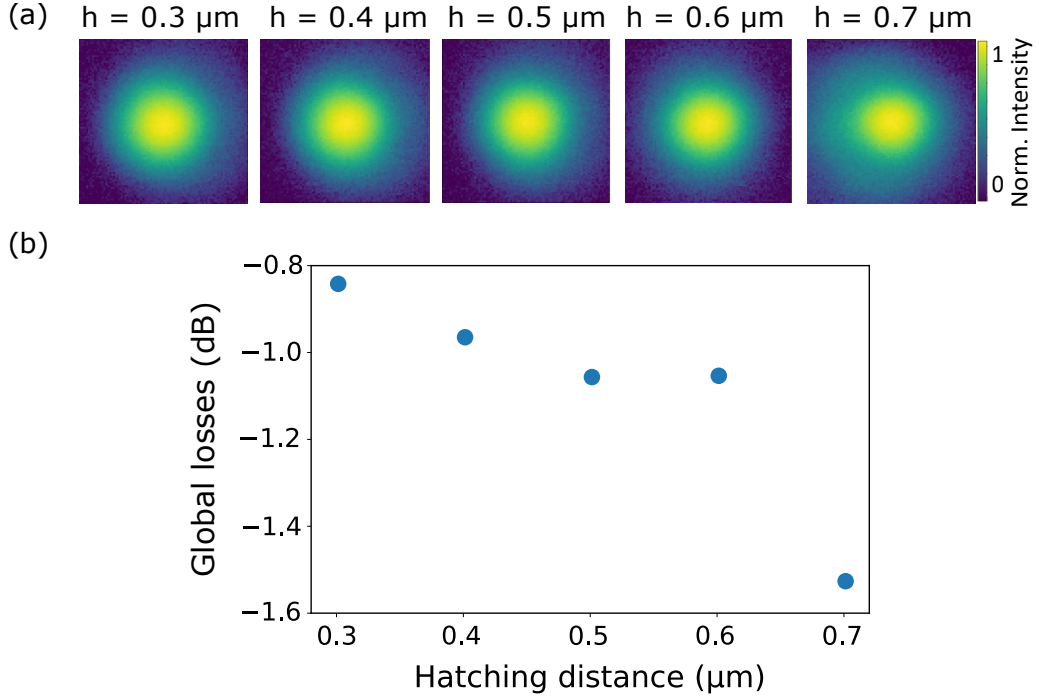 (a)
h = 0.3 μm
h = 0.4 μm
h = 0.5 μm
h = 0.6 μm
h = 0.7 μm
1
0
Norm. Intensity
(b)
−0.8
−1.0
−1.2
−1.4
−1.6
Global losses (dB)
0.3
0.4
0.5
0.6
0.7
Hatching distance (μm)